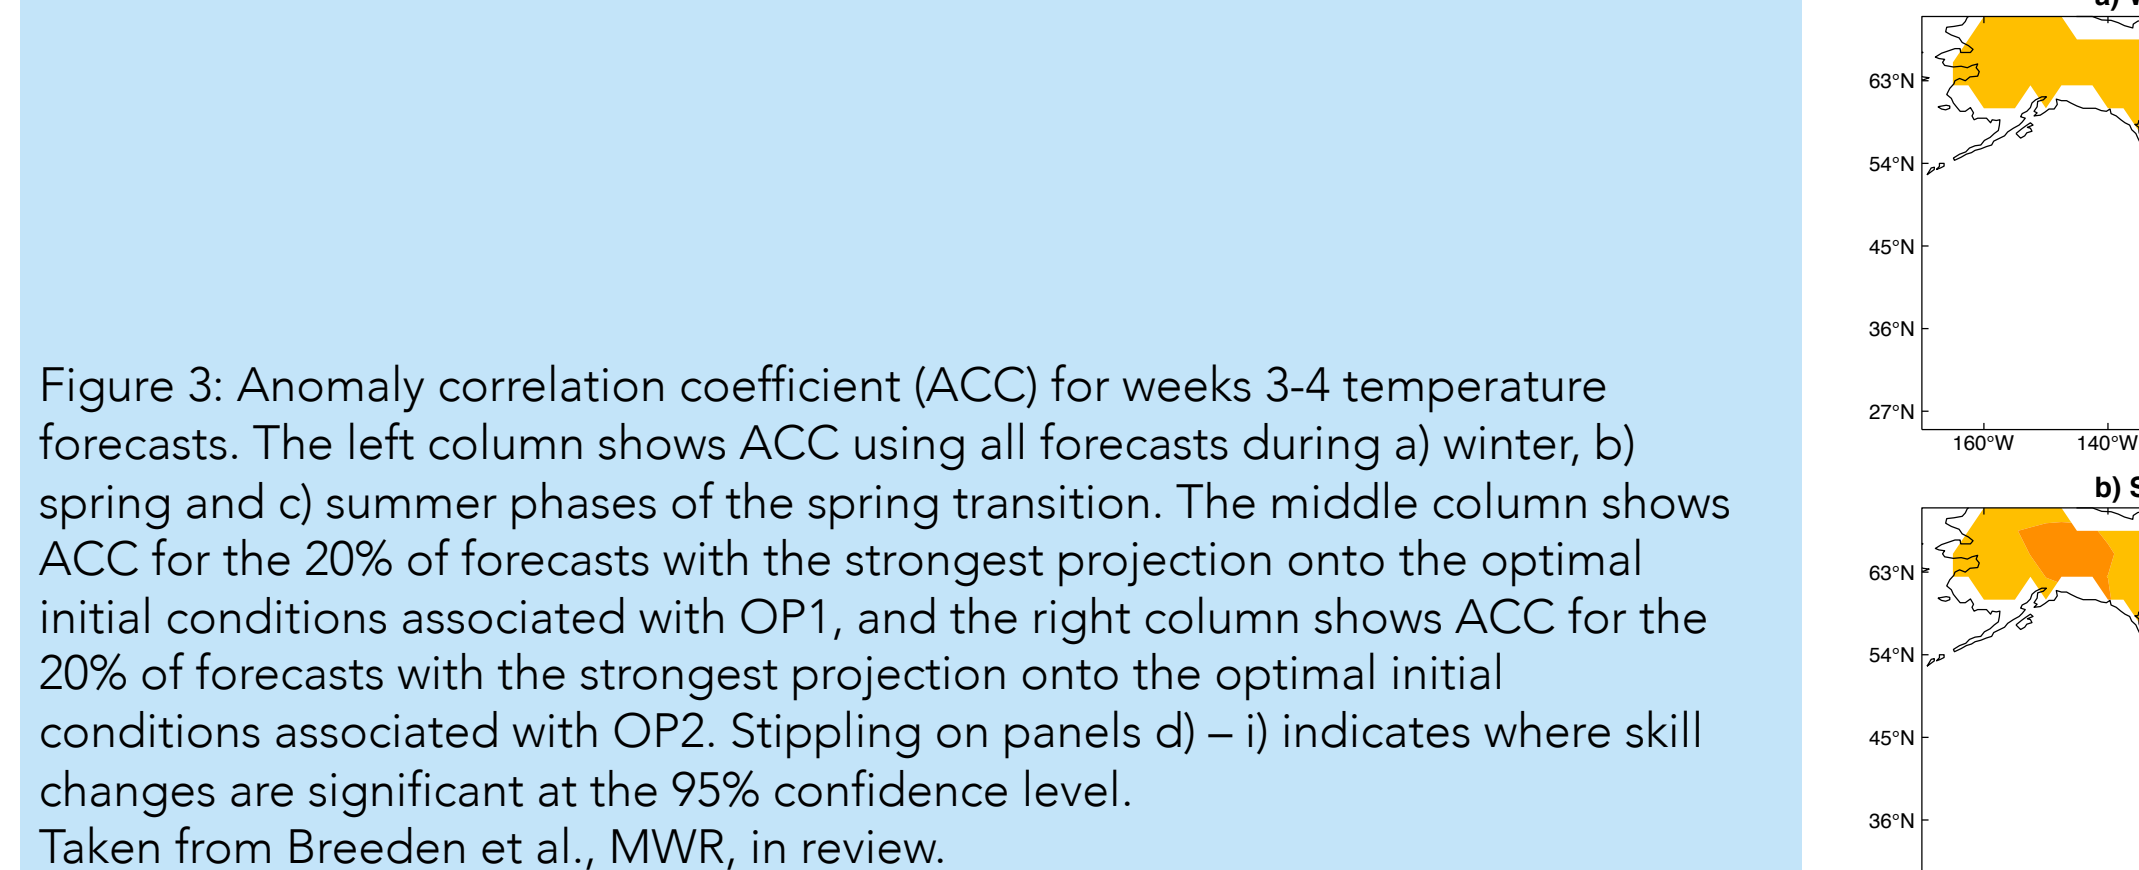 Figure 3: Anomaly correlation coefficient (ACC) for weeks 3-4 temperature
forecasts. The left column shows ACC using all forecasts during a) winter, b)
spring and c) summer phases of the spring transition. The middle column shows
ACC for the 20% of forecasts with the strongest projection onto the optimal
initial conditions associated with OP1, and the right column shows ACC for the
20% of forecasts with the strongest projection onto the optimal initial
conditions associated with OP2. Stippling on panels d) – i) indicates where skill
changes are significant at the 95% confidence level.
Taken from Breeden et al., MWR, in review.
63°N
54°N
45°N
36°N
27°N
160°W 140°W
b) S
63°N
54°N
45°N
36°N